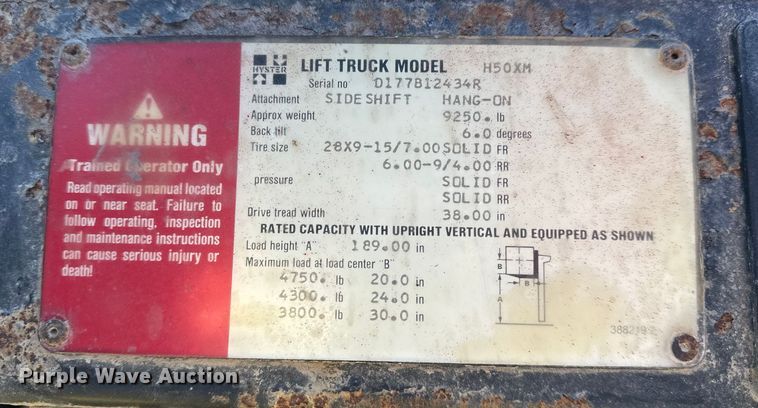 WARNING
Trained Operator Only
Read operating manual located
on or near seat. Failure to
follow operating, inspection
and maintenance instructions
can cause serious injury or
death!
HYSTER
LIFT TRUCK MODEL H50XM
Serial no D177B12434R
Attachment SIDESHIFT HANG-ON
Approx weight 9250. lb
Back tilt 6.0 degrees
Tire size 28X9-15/7.00 SOLID FR
6.00-9/4.00 RR
pressure SOLID FR
SOLID RR
Drive tread width 38.00 in
RATED CAPACITY WITH UPRIGHT VERTICAL AND EQUIPPED AS SHOWN
Load height "A" 189.00 in
Maximum load at load center "B"
4750. lb 20.0 in
4300. lb 24.0 in
3800. lb 30.0 in
B
B
A
Purple Wave Auction